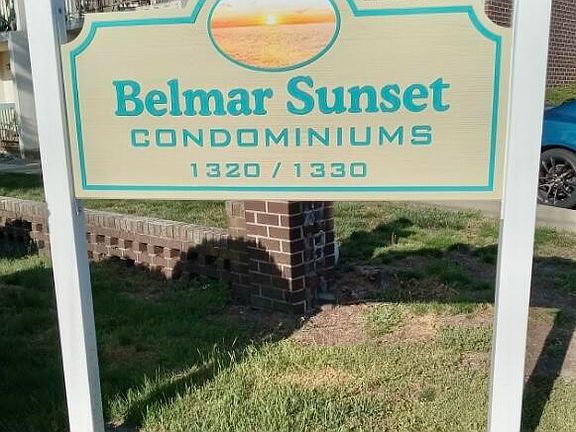 Belmar Sunset
CONDOMINIUMS
1320 / 1330